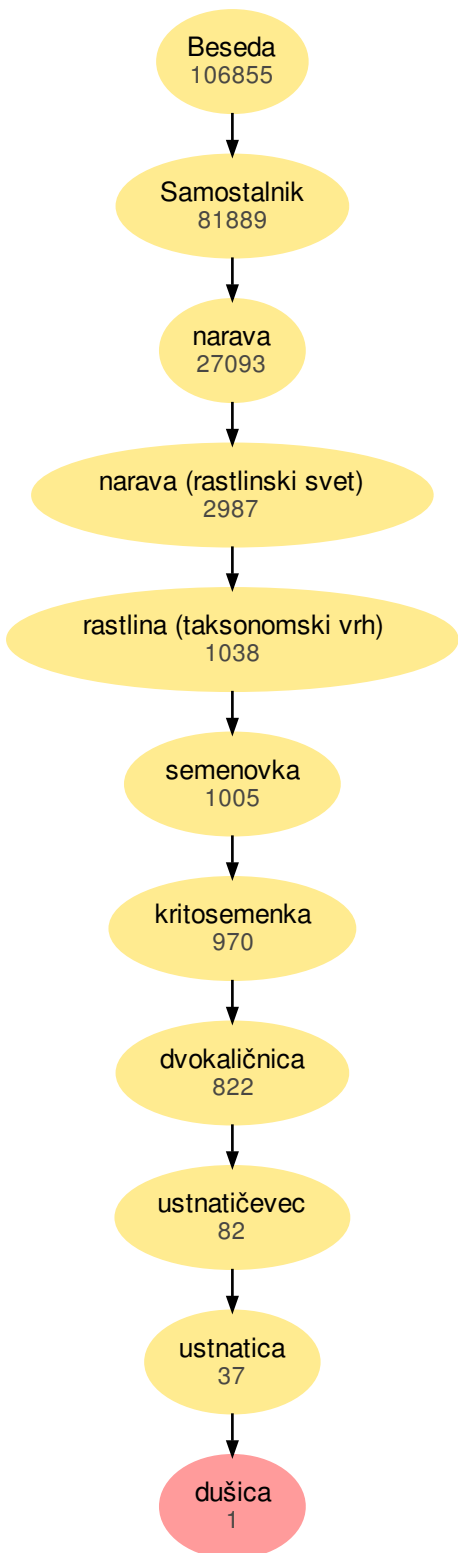 Beseda
106855
Samostalnik
81889
narava
27093
narava (rastlinski svet)
2987
rastlina (taksonomski vrh)
1038
semenovka
1005
kritosemenka
970
dvokaličnica
822
ustnatičevec
82
ustnatica
37
dušica
1